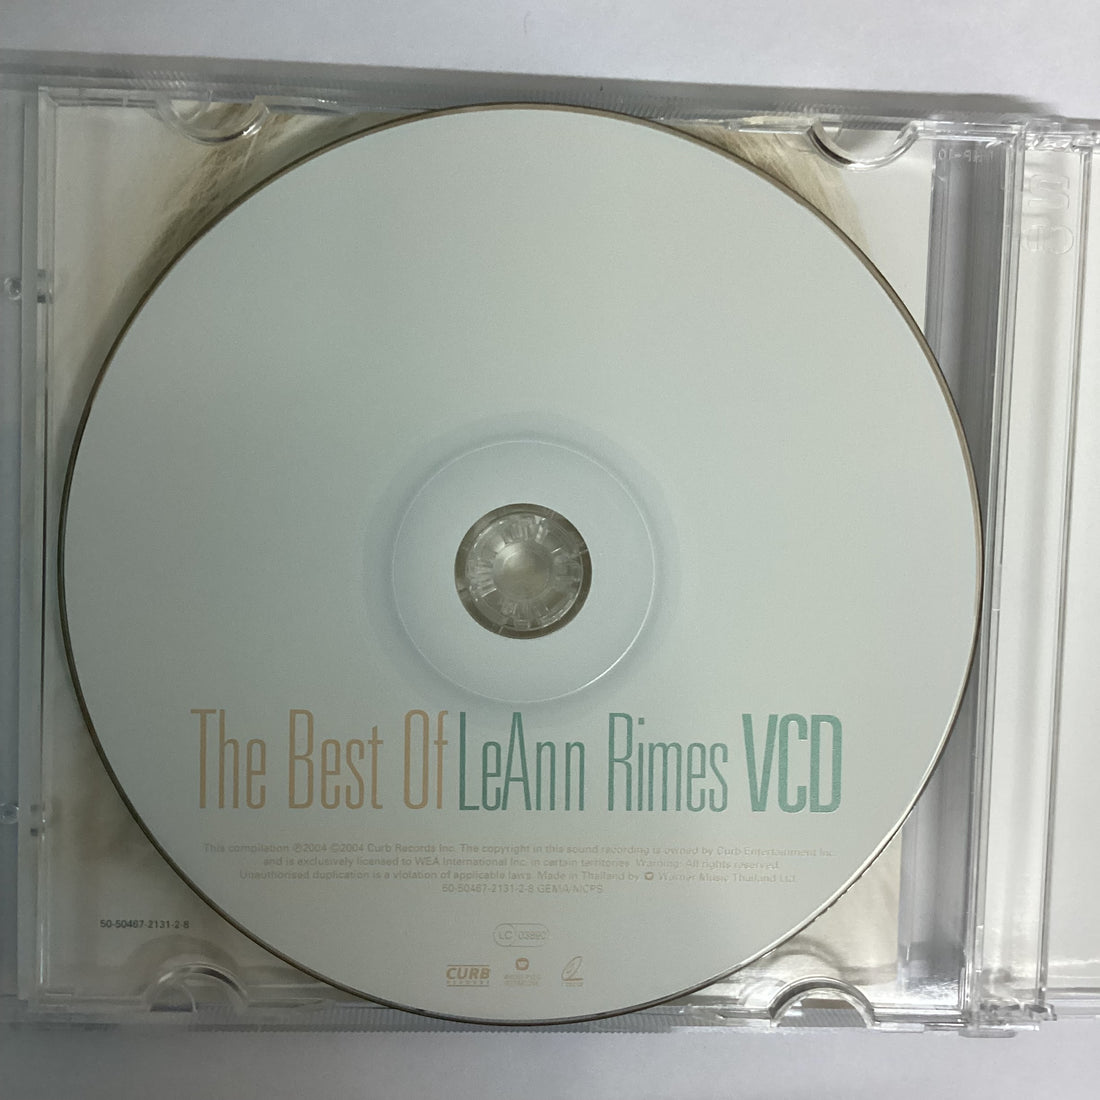 The Best Of LeAnn Rimes VCD
This compilation ℗2004 ©2004 Curb Records Inc. The copyright in this sound recording is owned by Curb Entertainment Inc.
and is exclusively licensed to WEA International Inc. in certain territories. Warning: All rights reserved.
Unauthorised duplication is a violation of applicable laws. Made in Thailand by Warner Music Thailand Ltd.
50-50467-2131-2-8 GEMA/MCPS
50-50467-2131-2-8
LC 03890
CURB
RECORDS